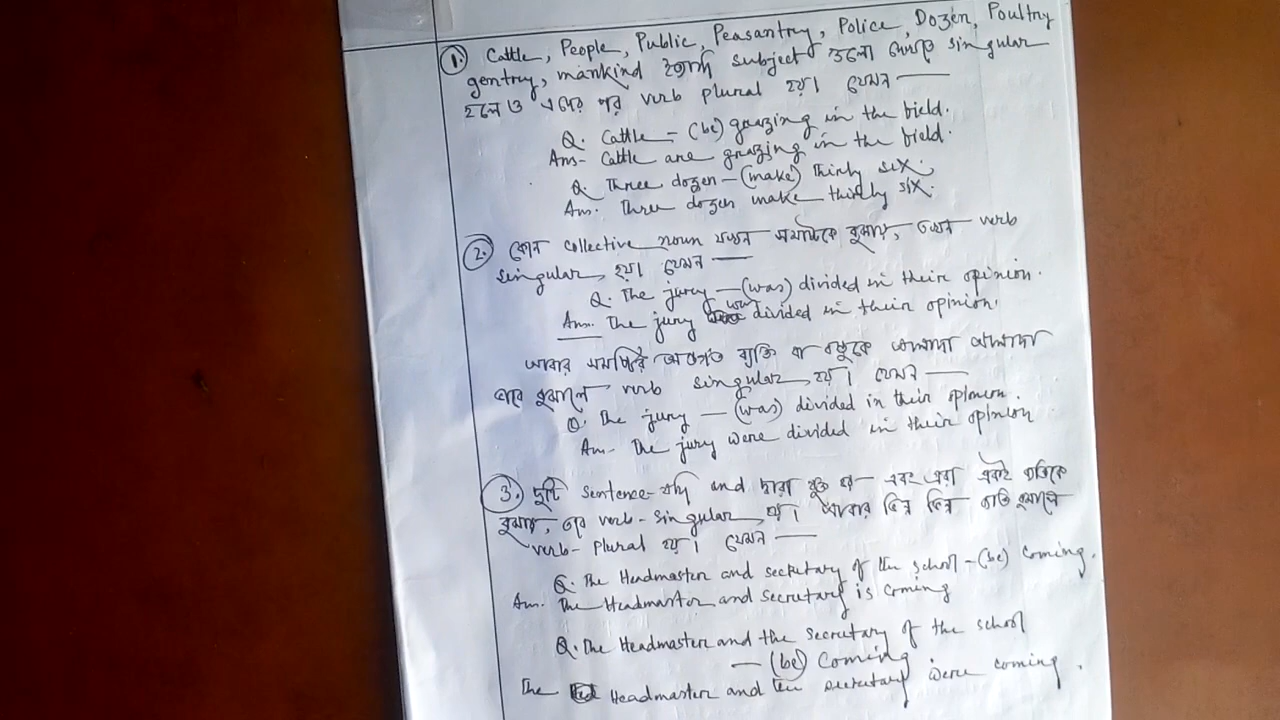 1. Cattle, People, Public, Peasantry, Police, Dozen, Poultry
gentry, mankind ইত্যাদি subject গুলো দেখতে singular
হলে ও এদের পর verb plural হয়। যেমন —
Q. Cattle – (be) grazing in the field.
Ans- Cattle are grazing in the field.
Q. Three dozen – (make) thirty six.
Am. Three dozen make thirty six.
2. কোন collective noun যখন সমষ্টিকে বুঝায়, তখন verb
singular হয়। যেমন —
Q. The jury – (was) divided in their opinion.
Ann. The jury was divided in their opinion.
আবার সমষ্টির অন্তর্গত ব্যক্তি বা বস্তুকে আলাদা আলাদা
ভাবে বুঝালে verb singular হয়। যেমন —
Q. The jury – (was) divided in their opinion.
Am- The jury were divided in their opinion
3. দুটি sentence যদি and দ্বারা যুক্ত হয় এবং এরা একই ব্যক্তিকে
বুঝায়, তবে verb- singular হয়। আবার ভিন্ন ভিন্ন ব্যক্তি বুঝালে
verb- plural হয়। যেমন —
Q. The Headmaster and secretary of the school – (be) coming.
Am. The Headmaster and Secretary is coming
Q. The Headmaster and the Secretary of the school
— (be) Coming
The Headmaster and the secretary were coming.